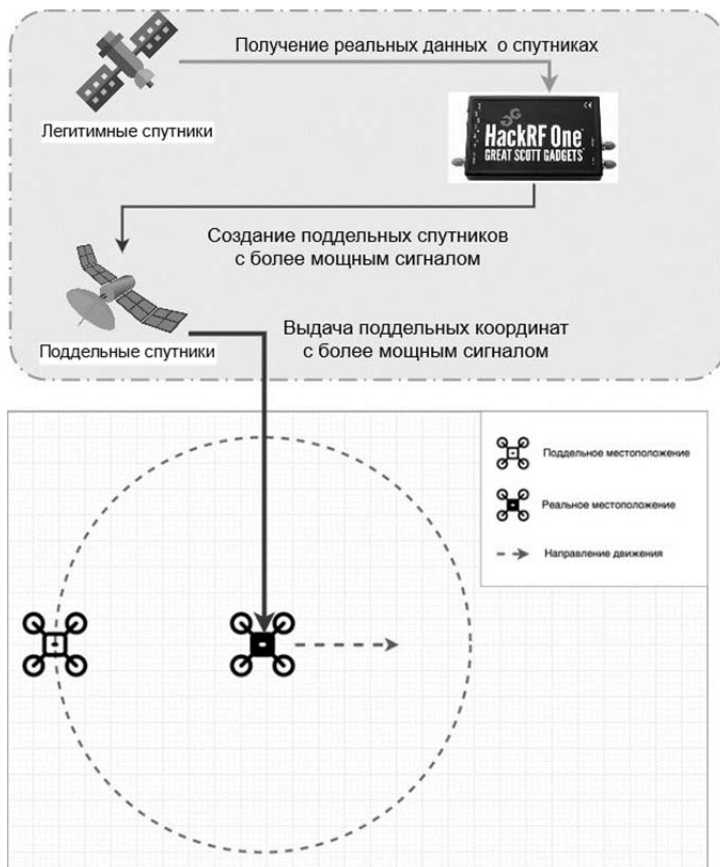 Получение реальных данных о спутниках
Легитимные спутники
HackRF One
GREAT SCOTT GADGETS
Создание поддельных спутников
с более мощным сигналом
Поддельные спутники
Выдача поддельных координат
с более мощным сигналом
Поддельное местоположение
Реальное местоположение
Направление движения